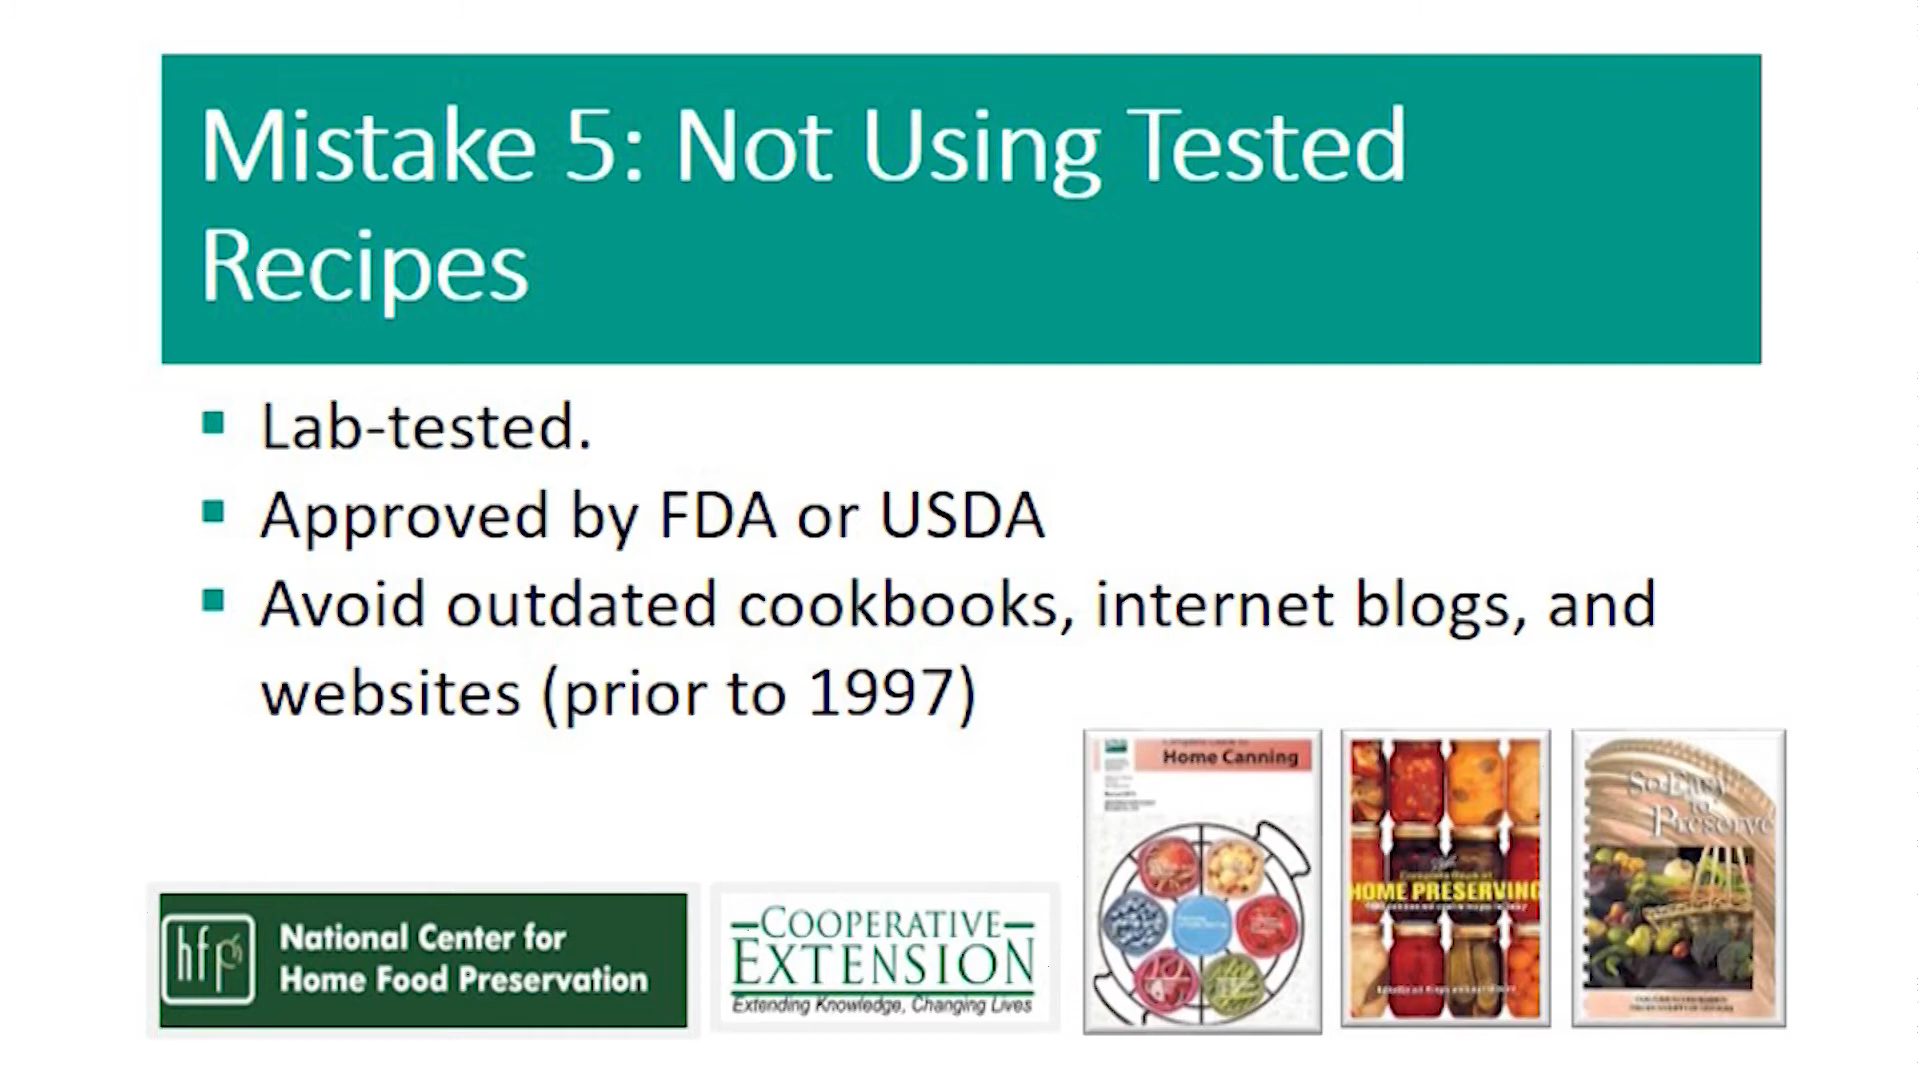 Mistake 5: Not Using Tested
Recipes
Lab-tested.
Approved by FDA or USDA
Avoid outdated cookbooks, internet blogs, and
websites (prior to 1997)
Home Canning
HOME PRESERVING
So Easy
to
Preserve
National Center for
Home Food Preservation
COOPERATIVE
EXTENSION
Extending Knowledge, Changing Lives